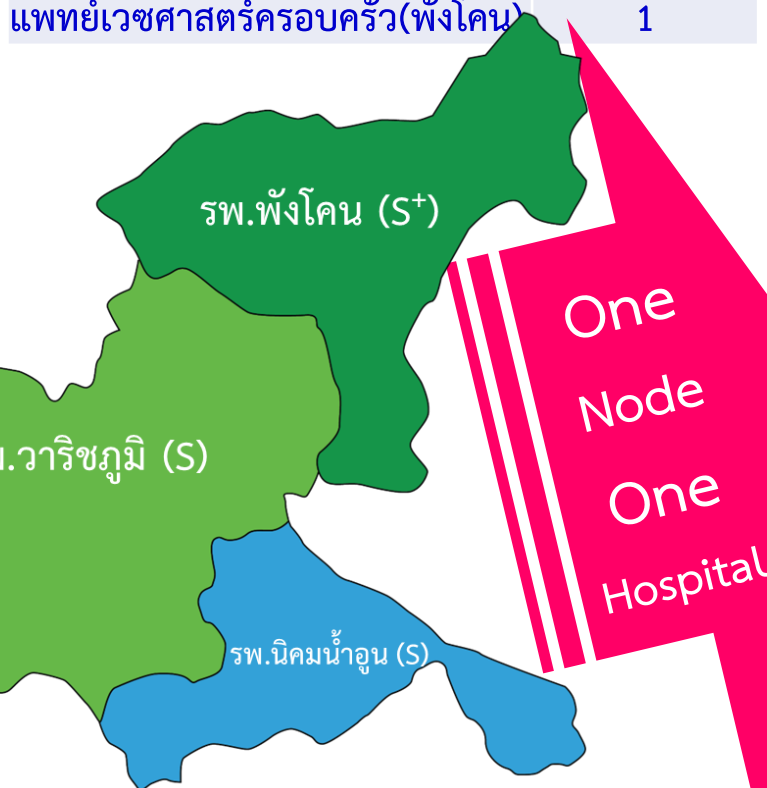 แพทย์เวชศาสตร์ครอบครัว(พังโคน) 1
รพ.พังโคน (S+)
One
Node
One
Hospital
.วาริชภูมิ (S)
รพ.นิคมน้ำอูน (S)